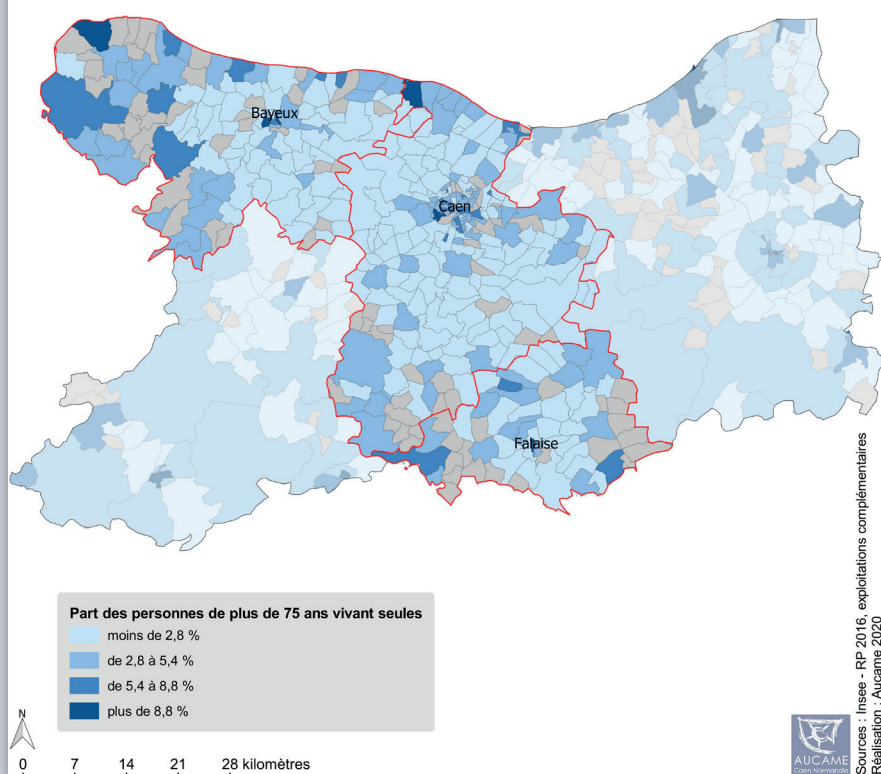 Bayeux
Caen
Falaise
Part des personnes de plus de 75 ans vivant seules
moins de 2,8 %
de 2,8 à 5,4 %
de 5,4 à 8,8 %
plus de 8,8 %
N
0 7 14 21 28 kilomètres
AUCAME
Caen Normandie
Sources : Insee - RP 2016, exploitations complémentaires
Réalisation : Aucame 2020